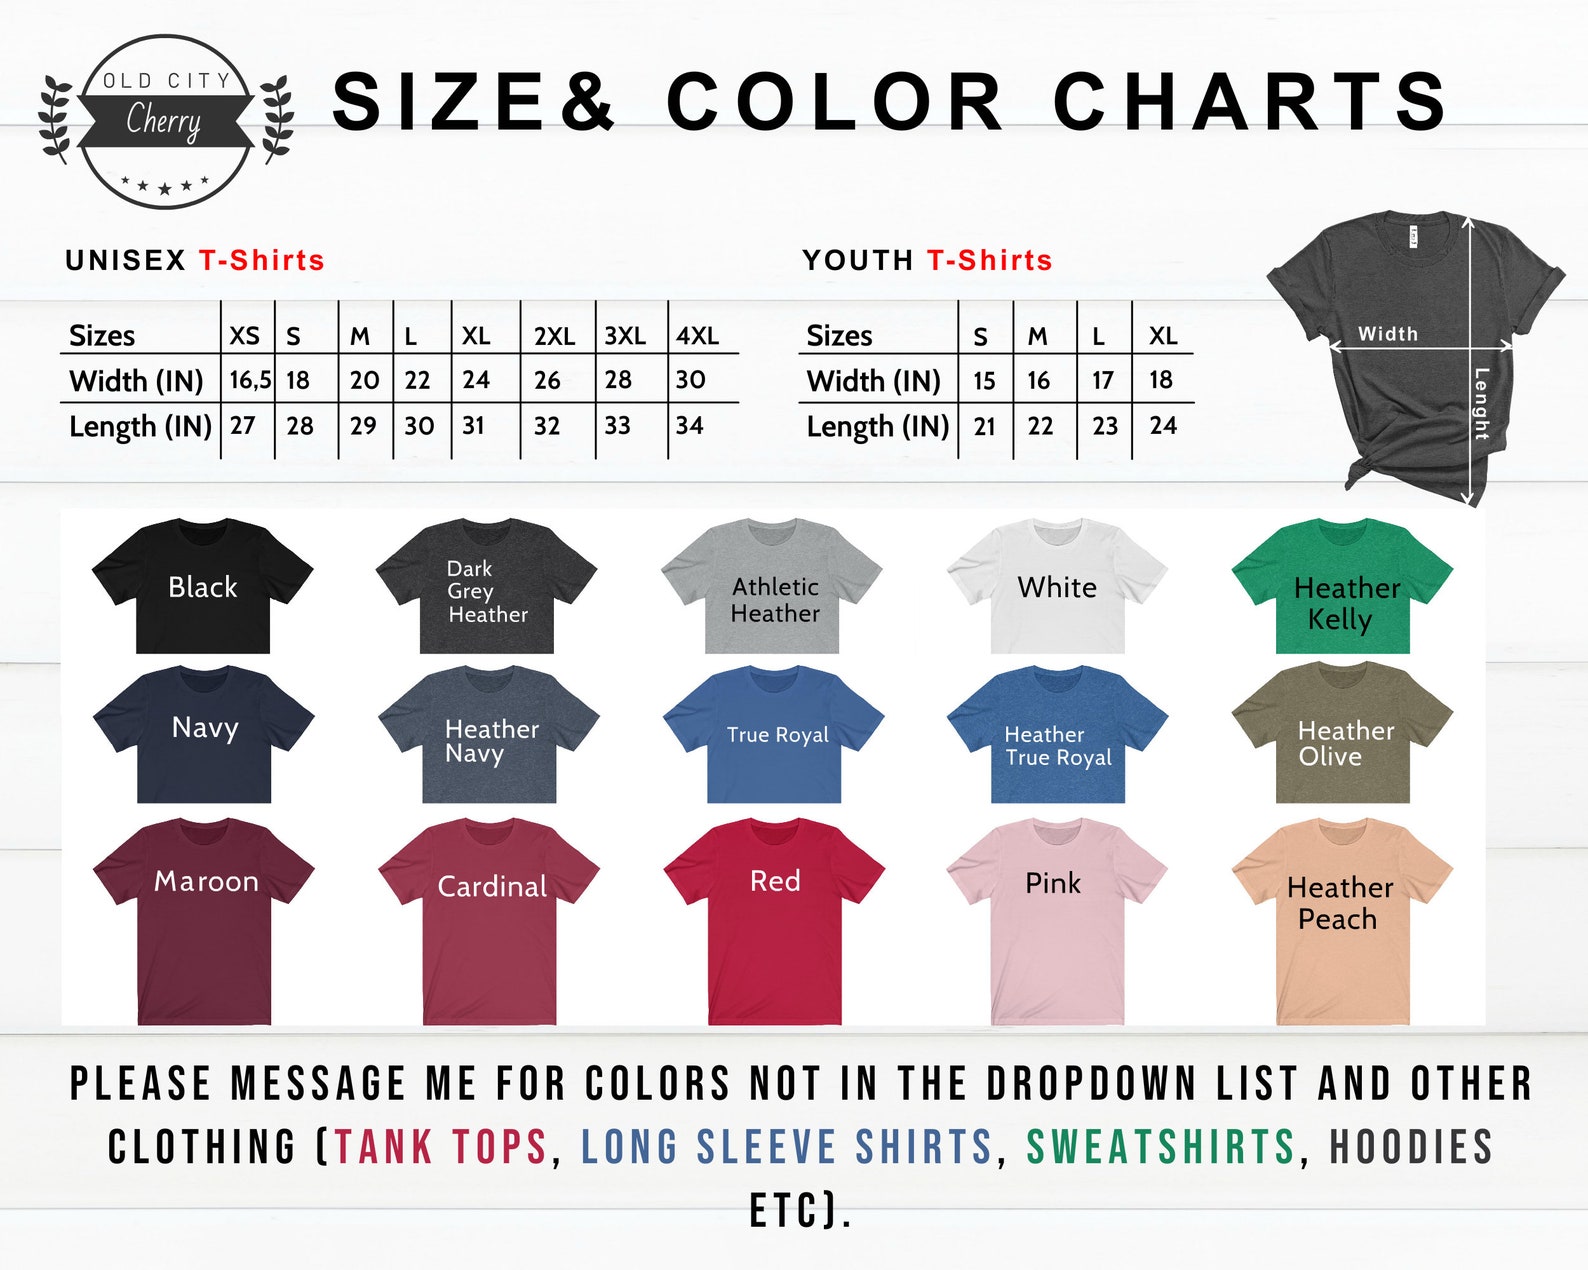 OLD CITY
Cherry
SIZE& COLOR CHARTS
UNISEX T-Shirts
Sizes XS S M L XL 2XL 3XL 4XL
Width (IN) 16,5 18 20 22 24 26 28 30
Length (IN) 27 28 29 30 31 32 33 34
YOUTH T-Shirts
Sizes S M L XL
Width (IN) 15 16 17 18
Length (IN) 21 22 23 24
Width
Lenght
Black
Dark
Grey
Heather
Athletic
Heather
White
Heather
Kelly
Navy
Heather
Navy
True Royal
Heather
True Royal
Heather
Olive
Maroon
Cardinal
Red
Pink
Heather
Peach
PLEASE MESSAGE ME FOR COLORS NOT IN THE DROPDOWN LIST AND OTHER
CLOTHING (TANK TOPS, LONG SLEEVE SHIRTS, SWEATSHIRTS, HOODIES
ETC).